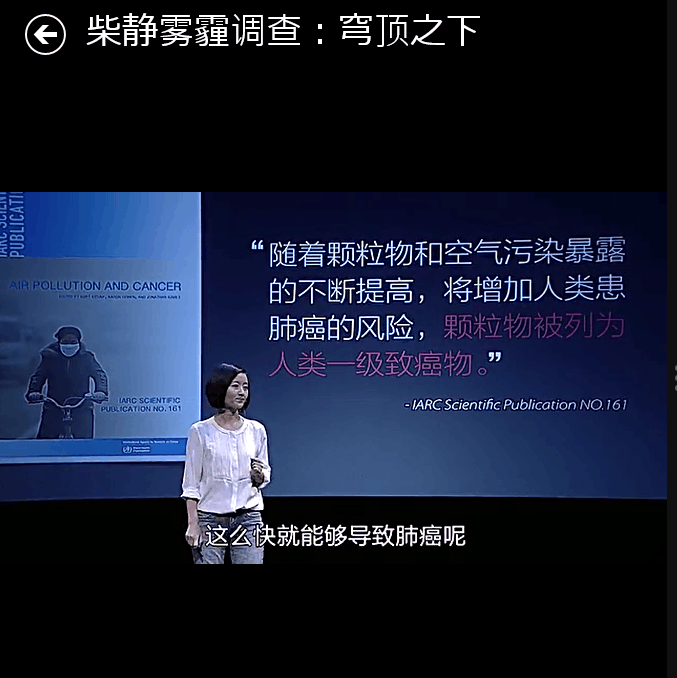 柴静雾霾调查：穹顶之下
IARC SCIENTIFIC
PUBLICATION
AIR POLLUTION AND CANCER
IARC SCIENTIFIC
PUBLICATION NO. 161
“随着颗粒物和空气污染暴露
的不断提高，将增加人类患
肺癌的风险，颗粒物被列为
人类一级致癌物。”
- IARC Scientific Publication NO.161
这么快就能够导致肺癌呢